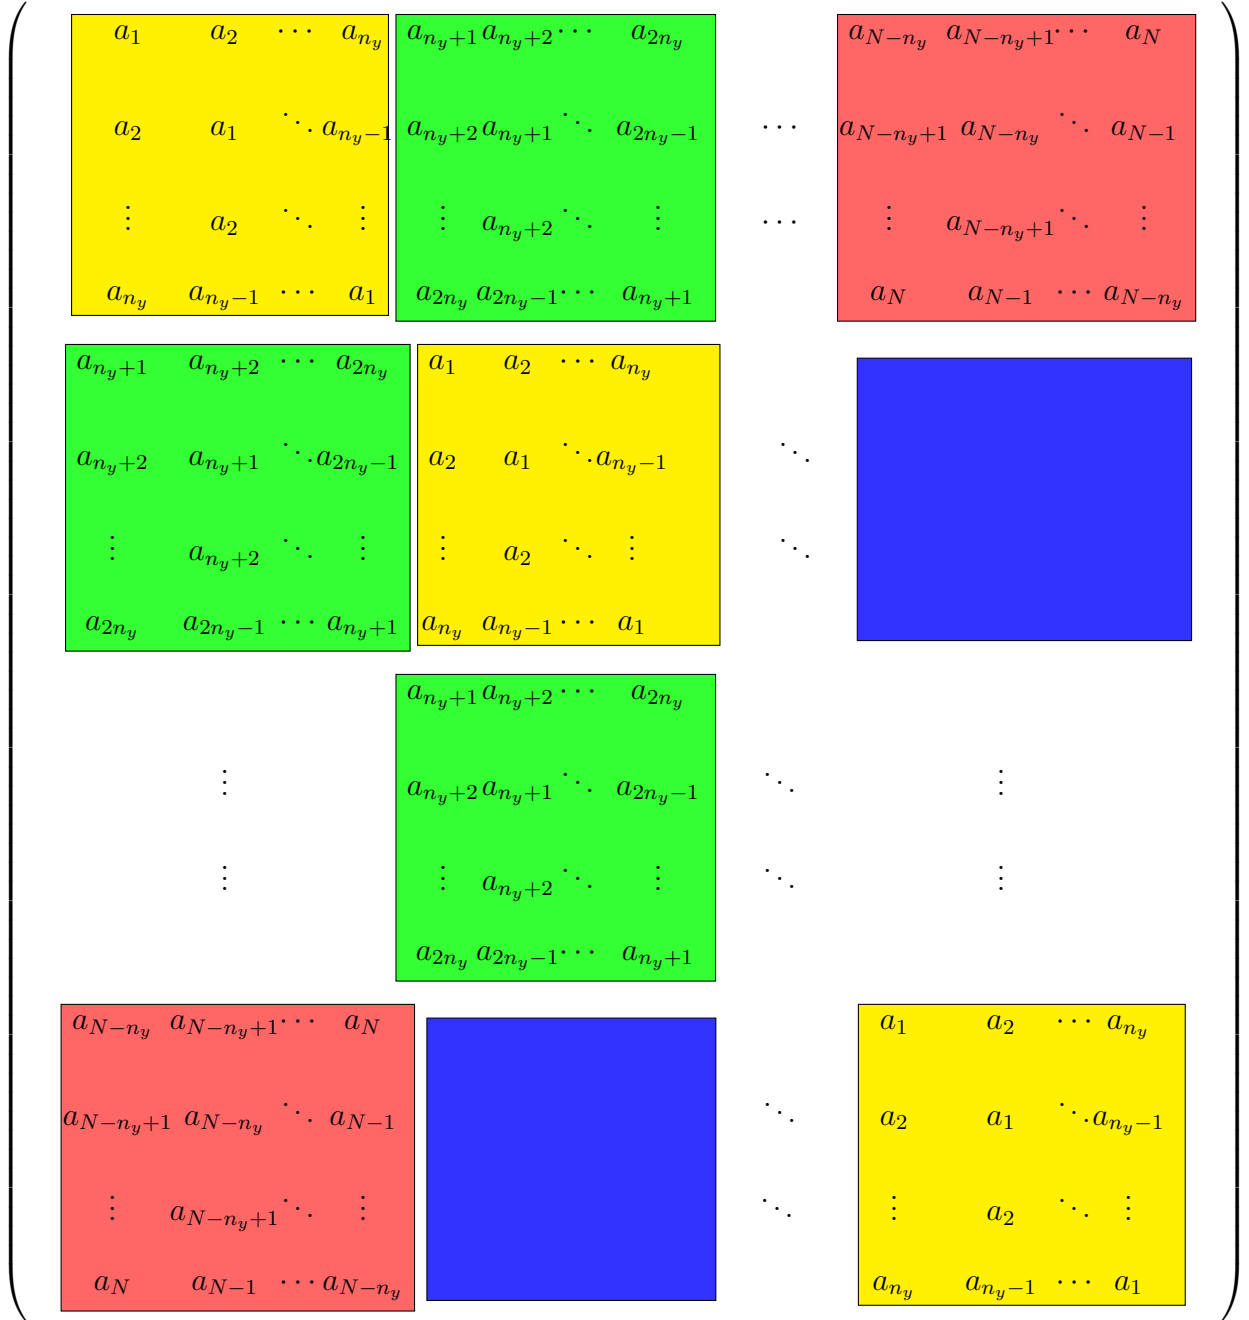 a_1 a_2 ⋯ a_{n_y} a_{n_y+1} a_{n_y+2} ⋯ a_{2n_y} a_{N-n_y} a_{N-n_y+1} ⋯ a_N
a_2 a_1 ⋱ a_{n_y-1} a_{n_y+2} a_{n_y+1} ⋱ a_{2n_y-1} ⋯ a_{N-n_y+1} a_{N-n_y} ⋱ a_{N-1}
⋮ a_2 ⋱ ⋮ ⋮ a_{n_y+2} ⋱ ⋮ ⋯ ⋮ a_{N-n_y+1} ⋱ ⋮
a_{n_y} a_{n_y-1} ⋯ a_1 a_{2n_y} a_{2n_y-1} ⋯ a_{n_y+1} a_N a_{N-1} ⋯ a_{N-n_y}
a_{n_y+1} a_{n_y+2} ⋯ a_{2n_y} a_1 a_2 ⋯ a_{n_y}
a_{n_y+2} a_{n_y+1} ⋱ a_{2n_y-1} a_2 a_1 ⋱ a_{n_y-1} ⋱
⋮ a_{n_y+2} ⋱ ⋮ ⋮ a_2 ⋱ ⋮ ⋱
a_{2n_y} a_{2n_y-1} ⋯ a_{n_y+1} a_{n_y} a_{n_y-1} ⋯ a_1
a_{n_y+1} a_{n_y+2} ⋯ a_{2n_y}
⋮ a_{n_y+2} a_{n_y+1} ⋱ a_{2n_y-1} ⋱ ⋮
⋮ ⋮ a_{n_y+2} ⋱ ⋮ ⋱ ⋮
a_{2n_y} a_{2n_y-1} ⋯ a_{n_y+1}
a_{N-n_y} a_{N-n_y+1} ⋯ a_N a_1 a_2 ⋯ a_{n_y}
a_{N-n_y+1} a_{N-n_y} ⋱ a_{N-1} ⋱ a_2 a_1 ⋱ a_{n_y-1}
⋮ a_{N-n_y+1} ⋱ ⋮ ⋱ ⋮ a_2 ⋱ ⋮
a_N a_{N-1} ⋯ a_{N-n_y} a_{n_y} a_{n_y-1} ⋯ a_1